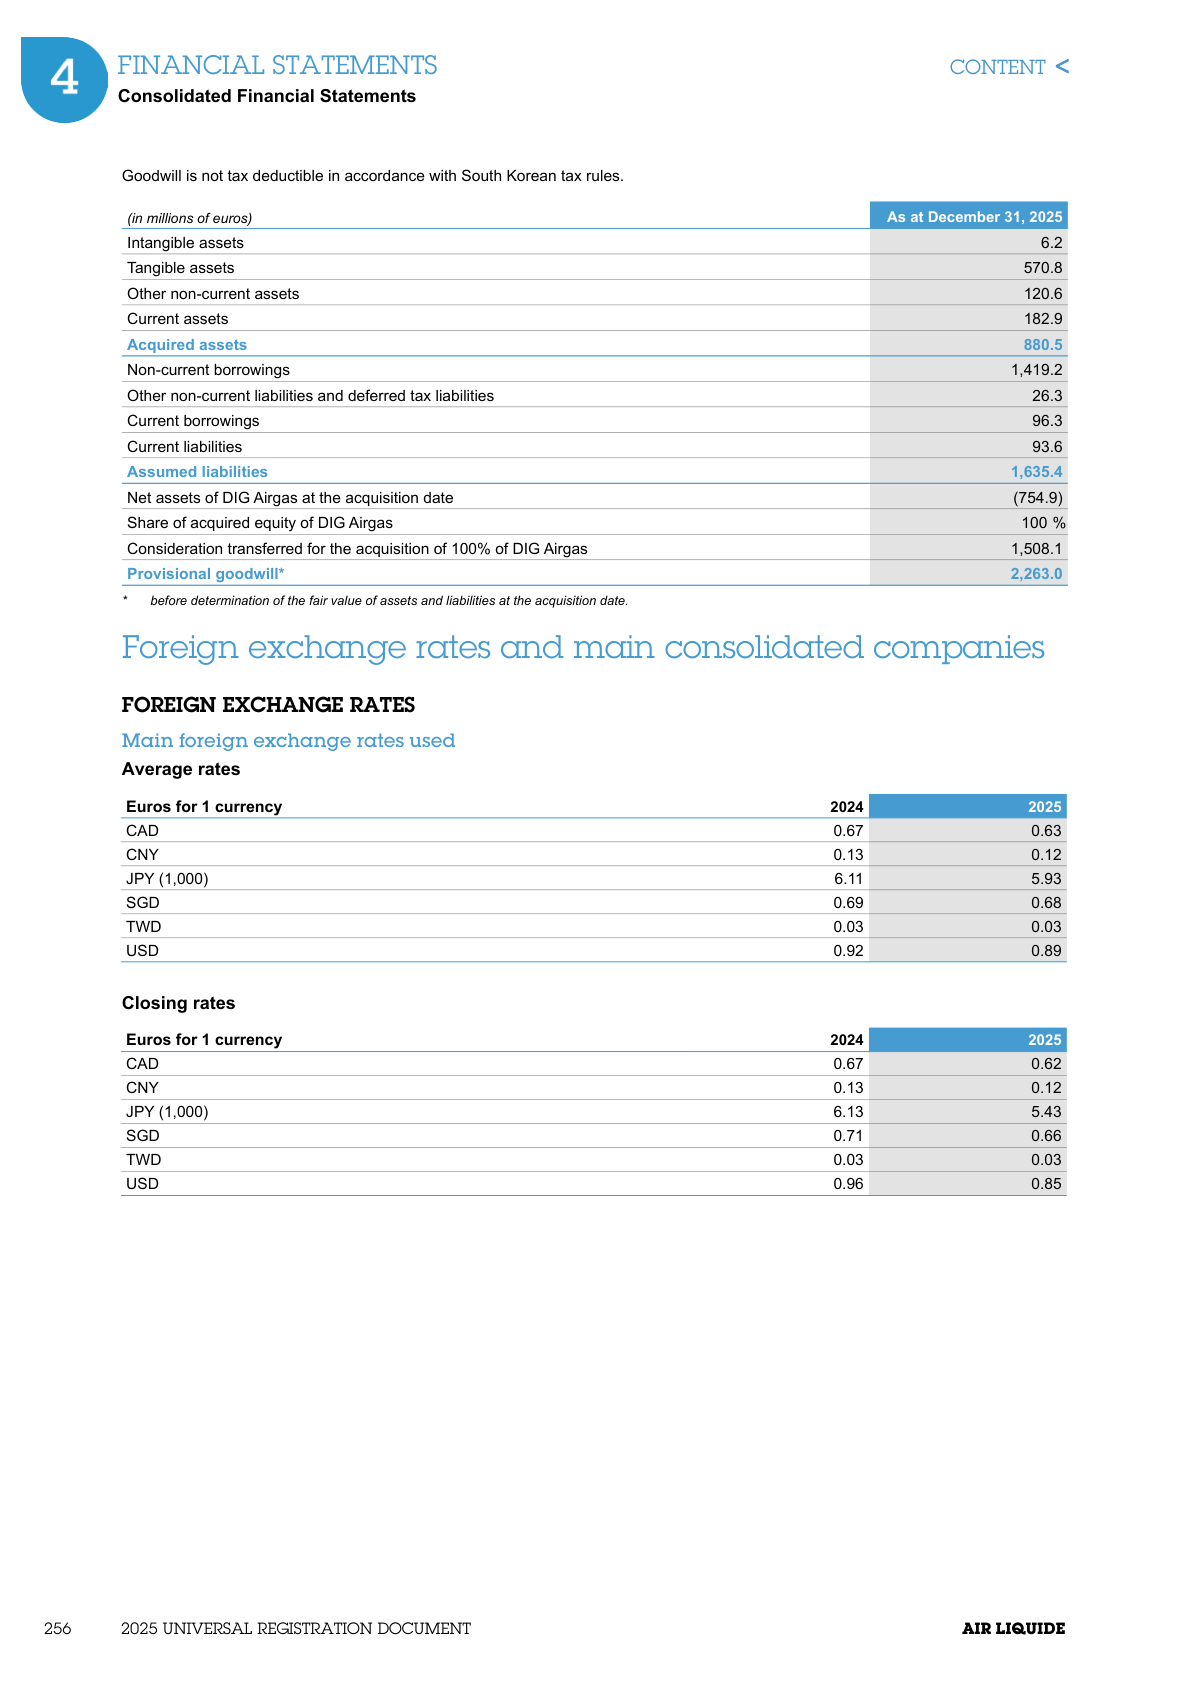 4
FINANCIAL STATEMENTS
CONTENT <
Consolidated Financial Statements
Goodwill is not tax deductible in accordance with South Korean tax rules.
(in millions of euros) As at December 31, 2025
Intangible assets 6.2
Tangible assets 570.8
Other non-current assets 120.6
Current assets 182.9
Acquired assets 880.5
Non-current borrowings 1,419.2
Other non-current liabilities and deferred tax liabilities 26.3
Current borrowings 96.3
Current liabilities 93.6
Assumed liabilities 1,635.4
Net assets of DIG Airgas at the acquisition date (754.9)
Share of acquired equity of DIG Airgas 100 %
Consideration transferred for the acquisition of 100% of DIG Airgas 1,508.1
Provisional goodwill* 2,263.0
* before determination of the fair value of assets and liabilities at the acquisition date.
Foreign exchange rates and main consolidated companies
FOREIGN EXCHANGE RATES
Main foreign exchange rates used
Average rates
Euros for 1 currency 2024 2025
CAD 0.67 0.63
CNY 0.13 0.12
JPY (1,000) 6.11 5.93
SGD 0.69 0.68
TWD 0.03 0.03
USD 0.92 0.89
Closing rates
Euros for 1 currency 2024 2025
CAD 0.67 0.62
CNY 0.13 0.12
JPY (1,000) 6.13 5.43
SGD 0.71 0.66
TWD 0.03 0.03
USD 0.96 0.85
256 2025 UNIVERSAL REGISTRATION DOCUMENT AIR LIQUIDE